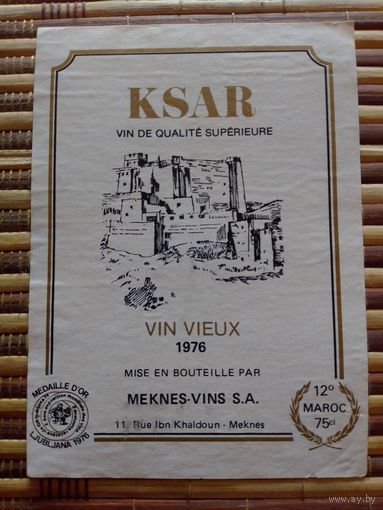 KSAR
VIN DE QUALITÉ SUPÉRIEURE
VIN VIEUX
1976
MISE EN BOUTEILLE PAR
MEKNES-VINS S.A.
11, Rue Ibn Khaldoun - Meknes
MEDAILLE D'OR
LJUBLJANA 1976
12°
MAROC
75cl
www.ay.by